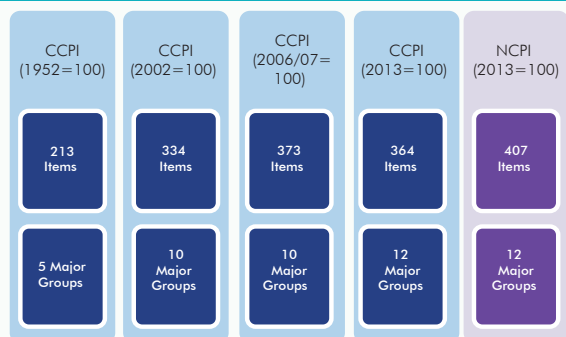 CCPI
(1952=100)
213
Items
5 Major
Groups
CCPI
(2002=100)
334
Items
10
Major
Groups
CCPI
(2006/07=
100)
373
Items
10
Major
Groups
CCPI
(2013=100)
364
Items
12
Major
Groups
NCPI
(2013=100)
407
Items
12
Major
Groups